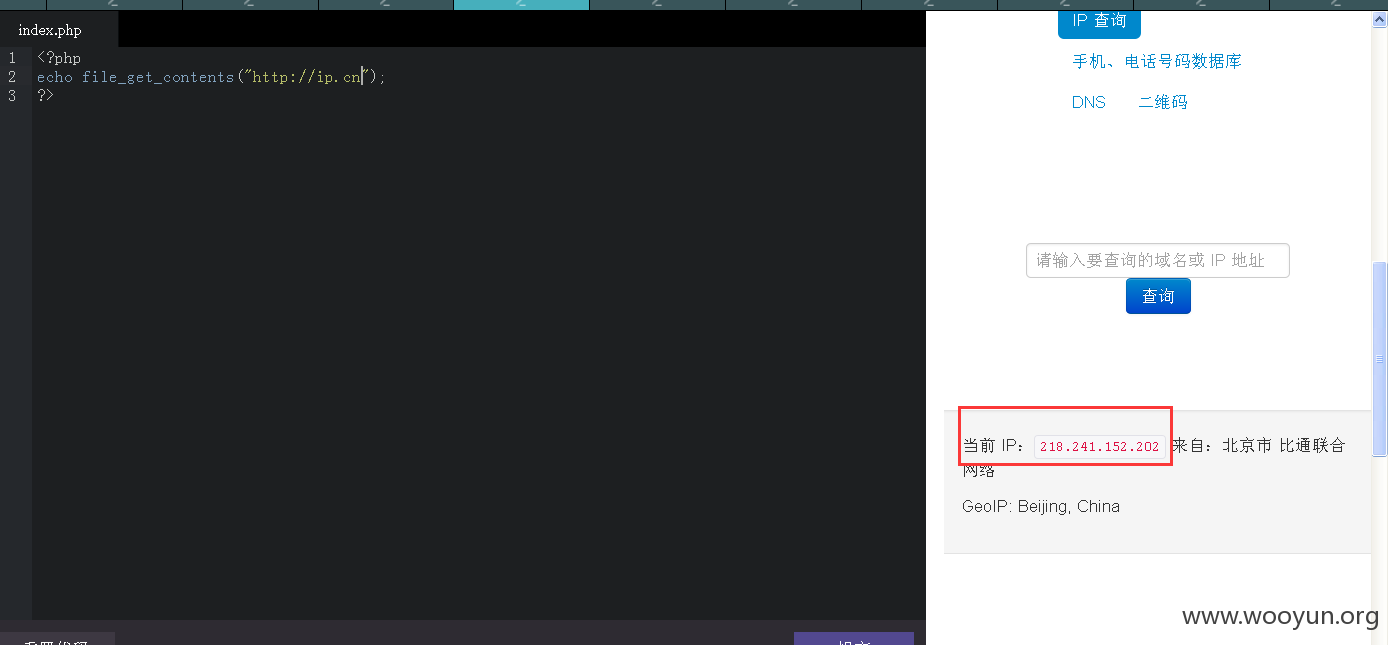 index.php
IP 查询
1 <?php
2 echo file_get_contents("http://ip.cn");
3 ?>
手机、电话号码数据库
DNS 二维码
请输入要查询的域名或 IP 地址
查询
当前 IP: 218.241.152.202 来自: 北京市 比通联合
网络
GeoIP: Beijing, China
www.wooyun.org